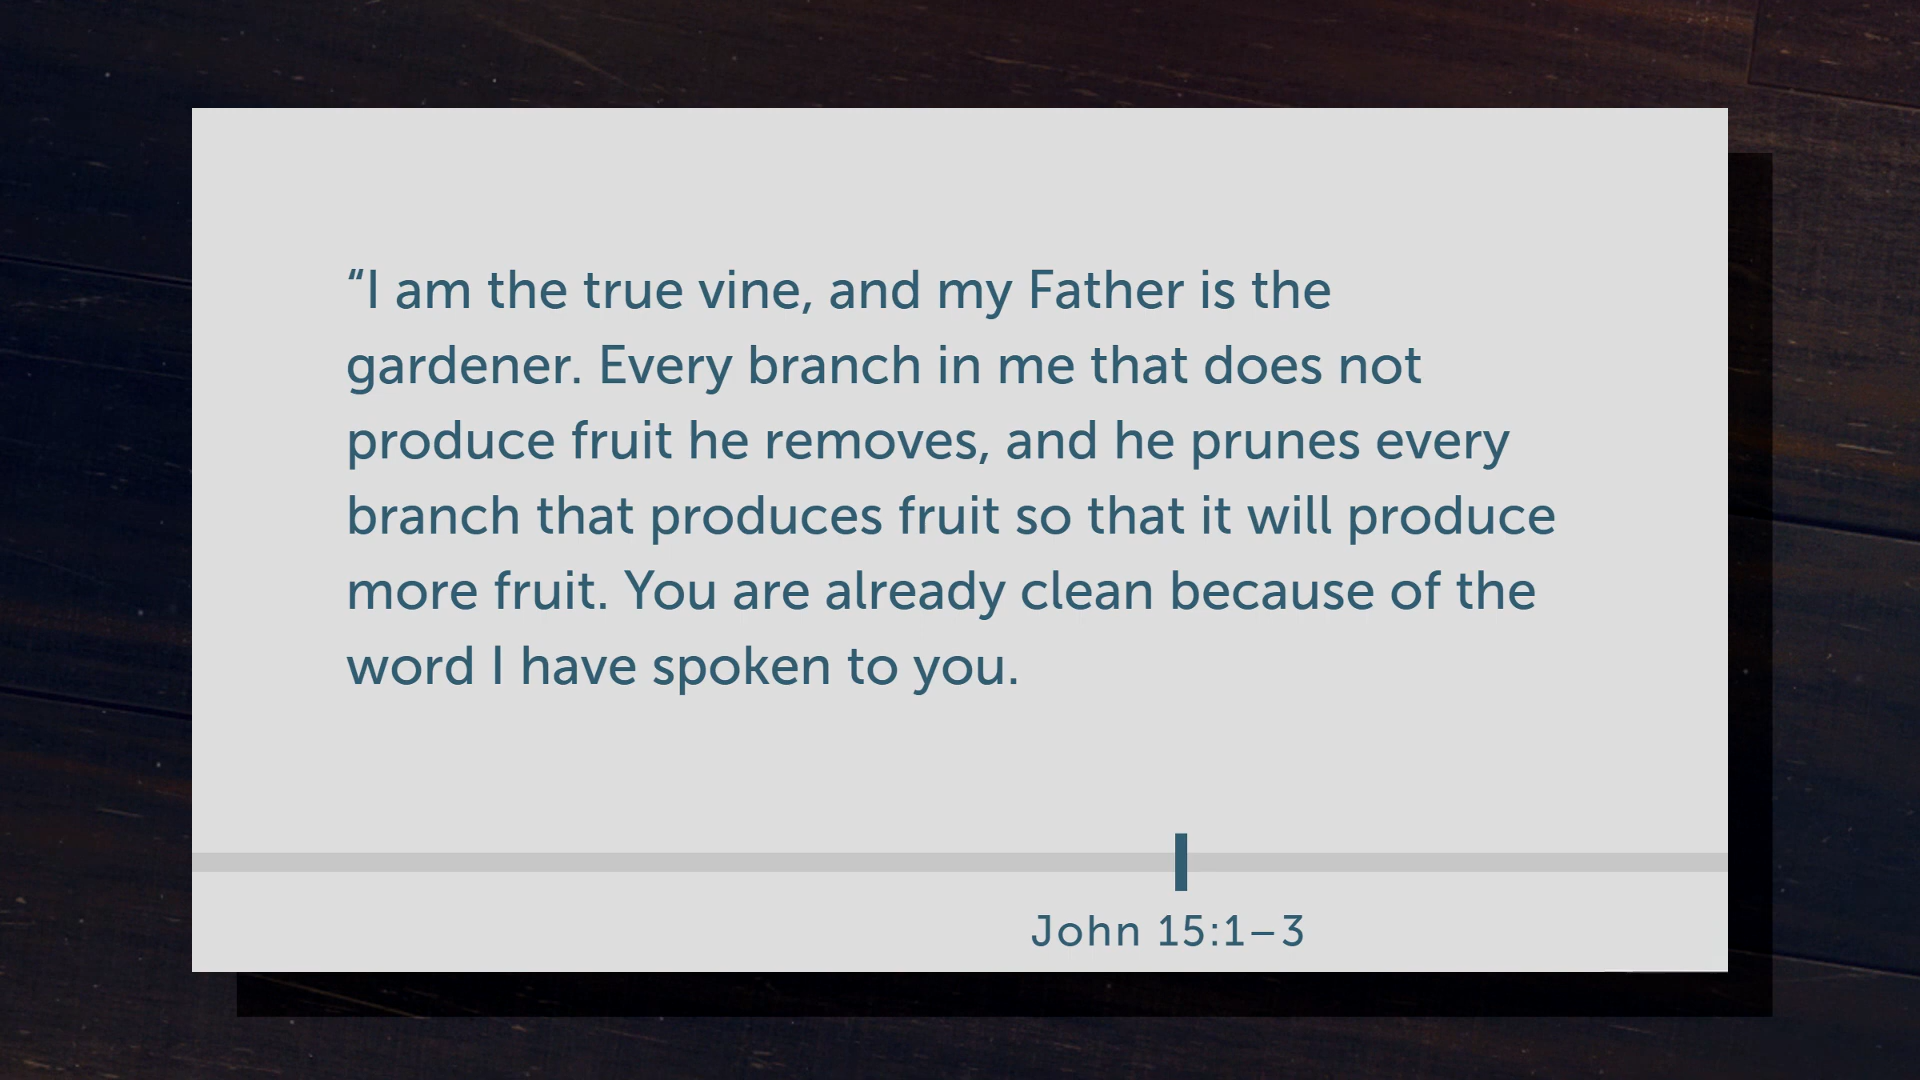 “I am the true vine, and my Father is the
gardener. Every branch in me that does not
produce fruit he removes, and he prunes every
branch that produces fruit so that it will produce
more fruit. You are already clean because of the
word I have spoken to you.
John 15:1–3